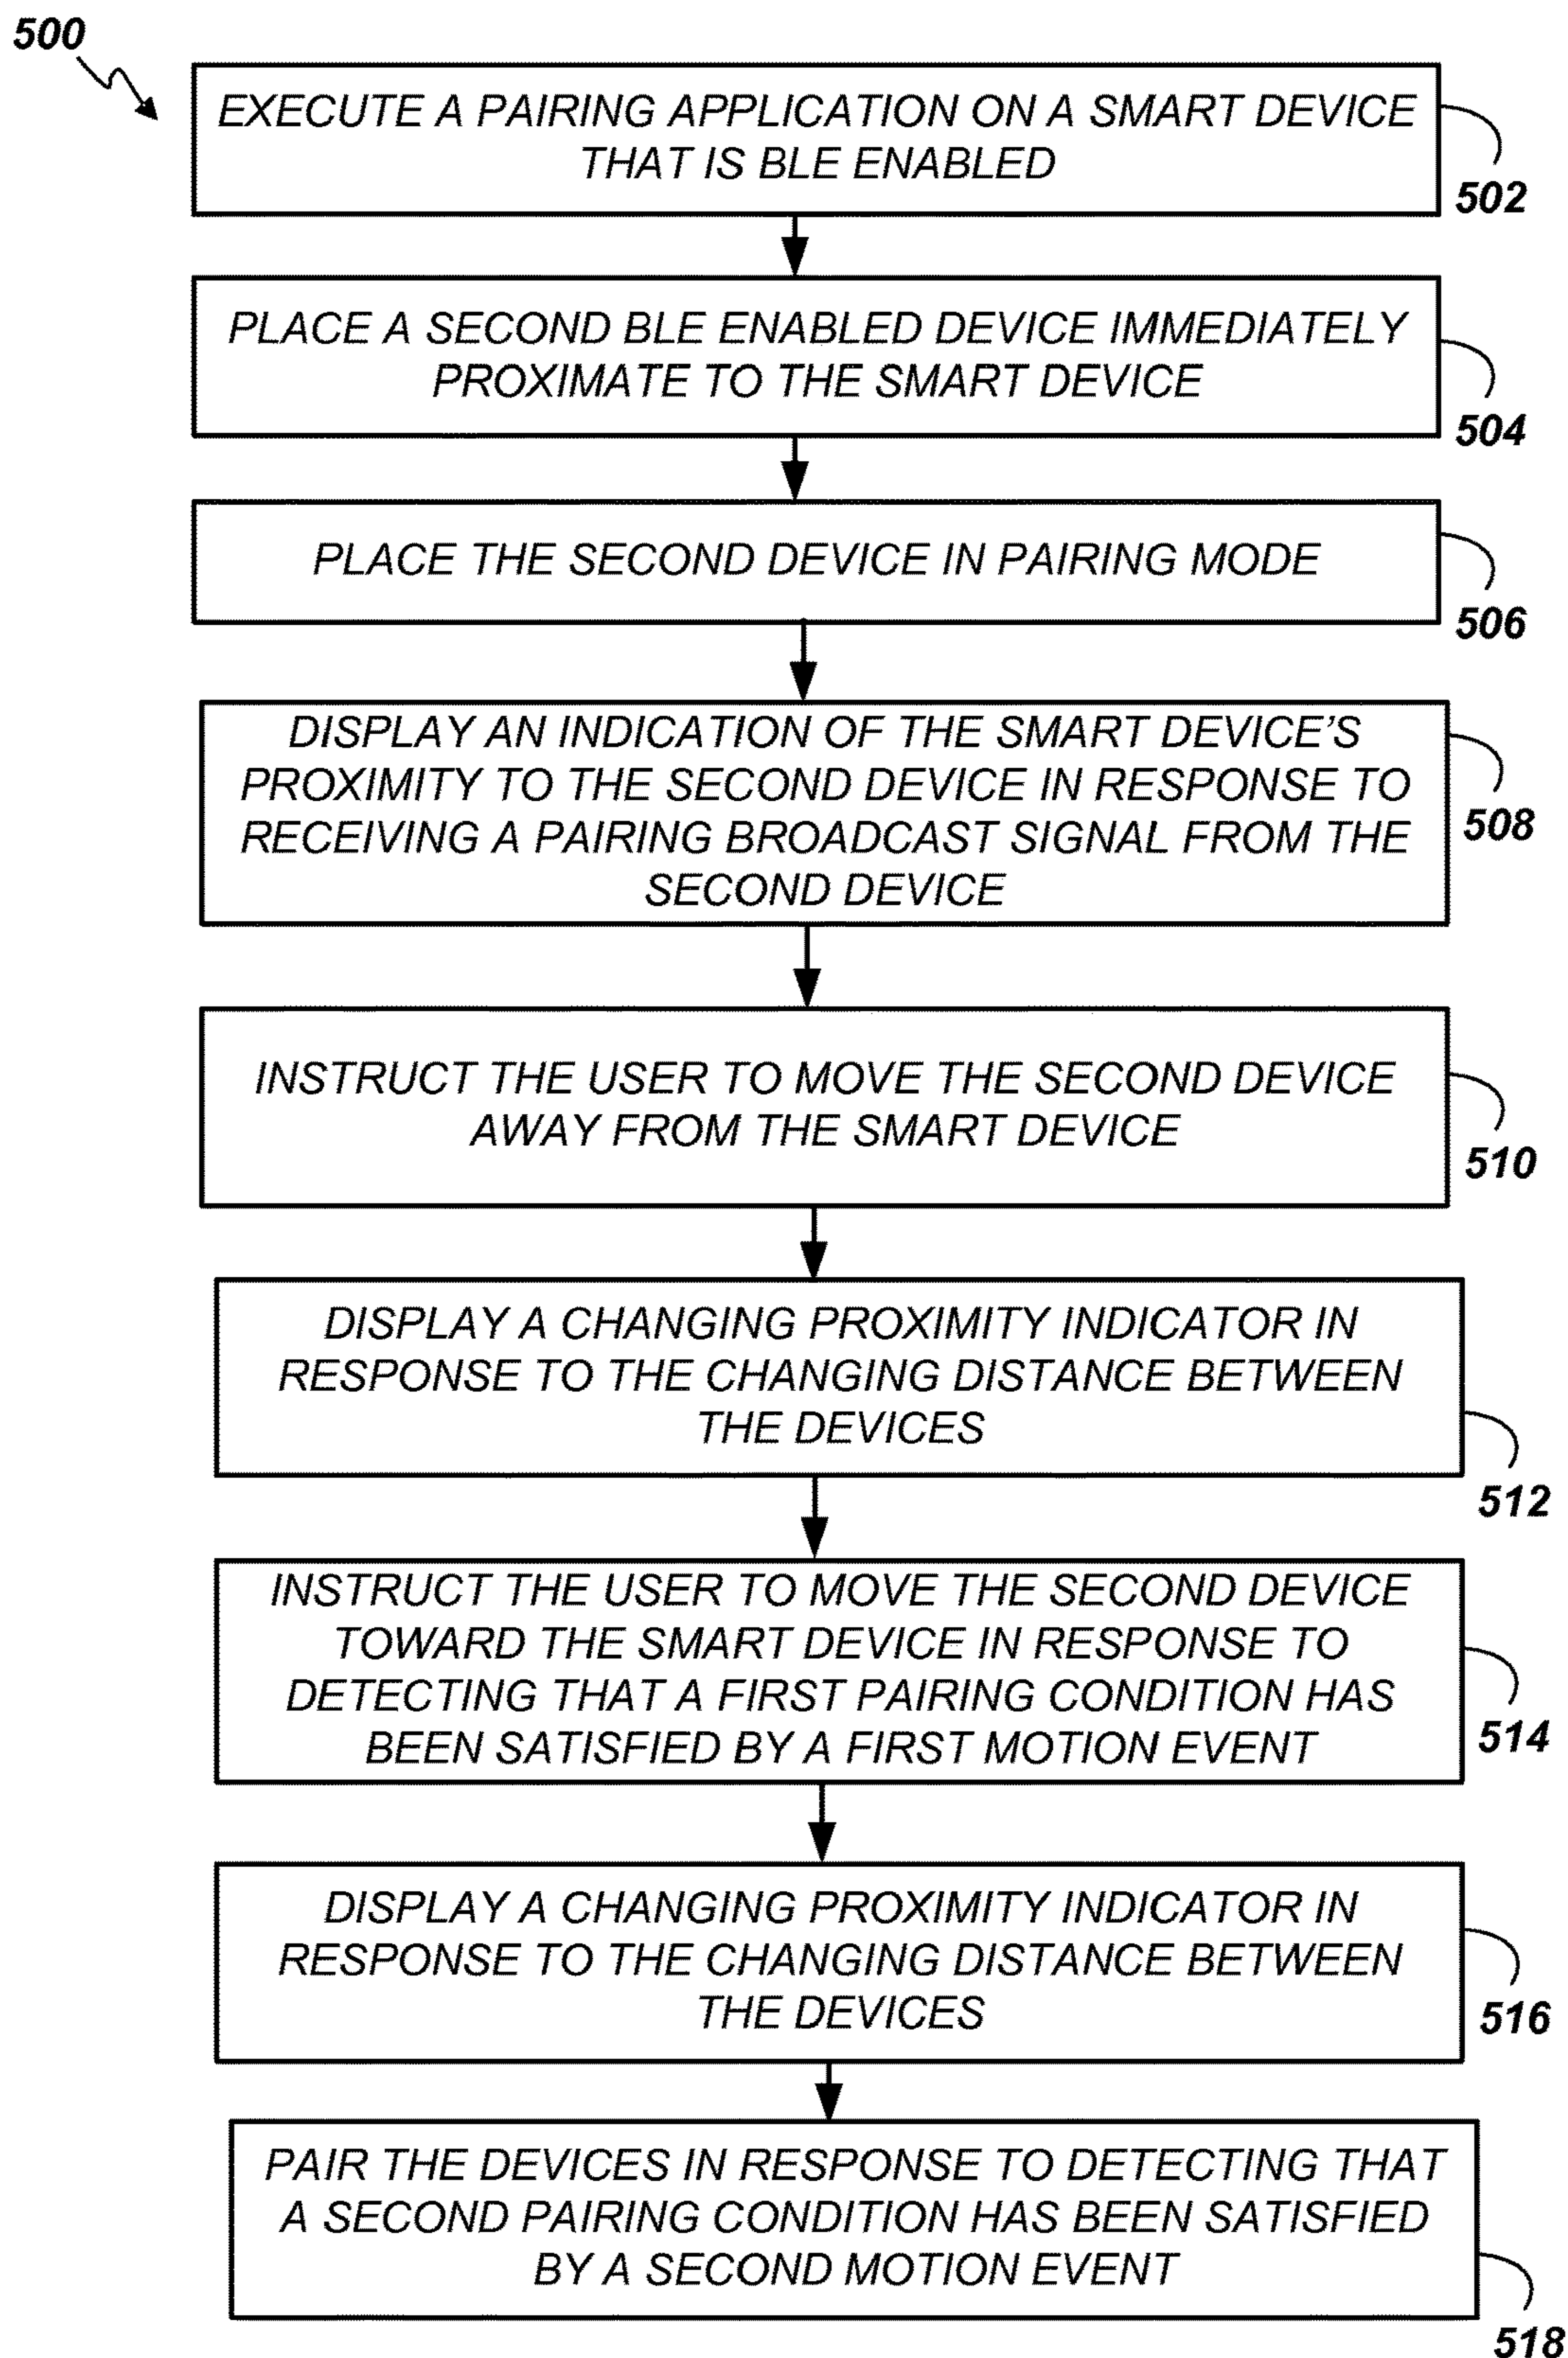 500
EXECUTE A PAIRING APPLICATION ON A SMART DEVICE
THAT IS BLE ENABLED
502
PLACE A SECOND BLE ENABLED DEVICE IMMEDIATELY
PROXIMATE TO THE SMART DEVICE
504
PLACE THE SECOND DEVICE IN PAIRING MODE
506
DISPLAY AN INDICATION OF THE SMART DEVICE'S
PROXIMITY TO THE SECOND DEVICE IN RESPONSE TO
RECEIVING A PAIRING BROADCAST SIGNAL FROM THE
SECOND DEVICE
508
INSTRUCT THE USER TO MOVE THE SECOND DEVICE
AWAY FROM THE SMART DEVICE
510
DISPLAY A CHANGING PROXIMITY INDICATOR IN
RESPONSE TO THE CHANGING DISTANCE BETWEEN
THE DEVICES
512
INSTRUCT THE USER TO MOVE THE SECOND DEVICE
TOWARD THE SMART DEVICE IN RESPONSE TO
DETECTING THAT A FIRST PAIRING CONDITION HAS
BEEN SATISFIED BY A FIRST MOTION EVENT
514
DISPLAY A CHANGING PROXIMITY INDICATOR IN
RESPONSE TO THE CHANGING DISTANCE BETWEEN
THE DEVICES
516
PAIR THE DEVICES IN RESPONSE TO DETECTING THAT
A SECOND PAIRING CONDITION HAS BEEN SATISFIED
BY A SECOND MOTION EVENT
518